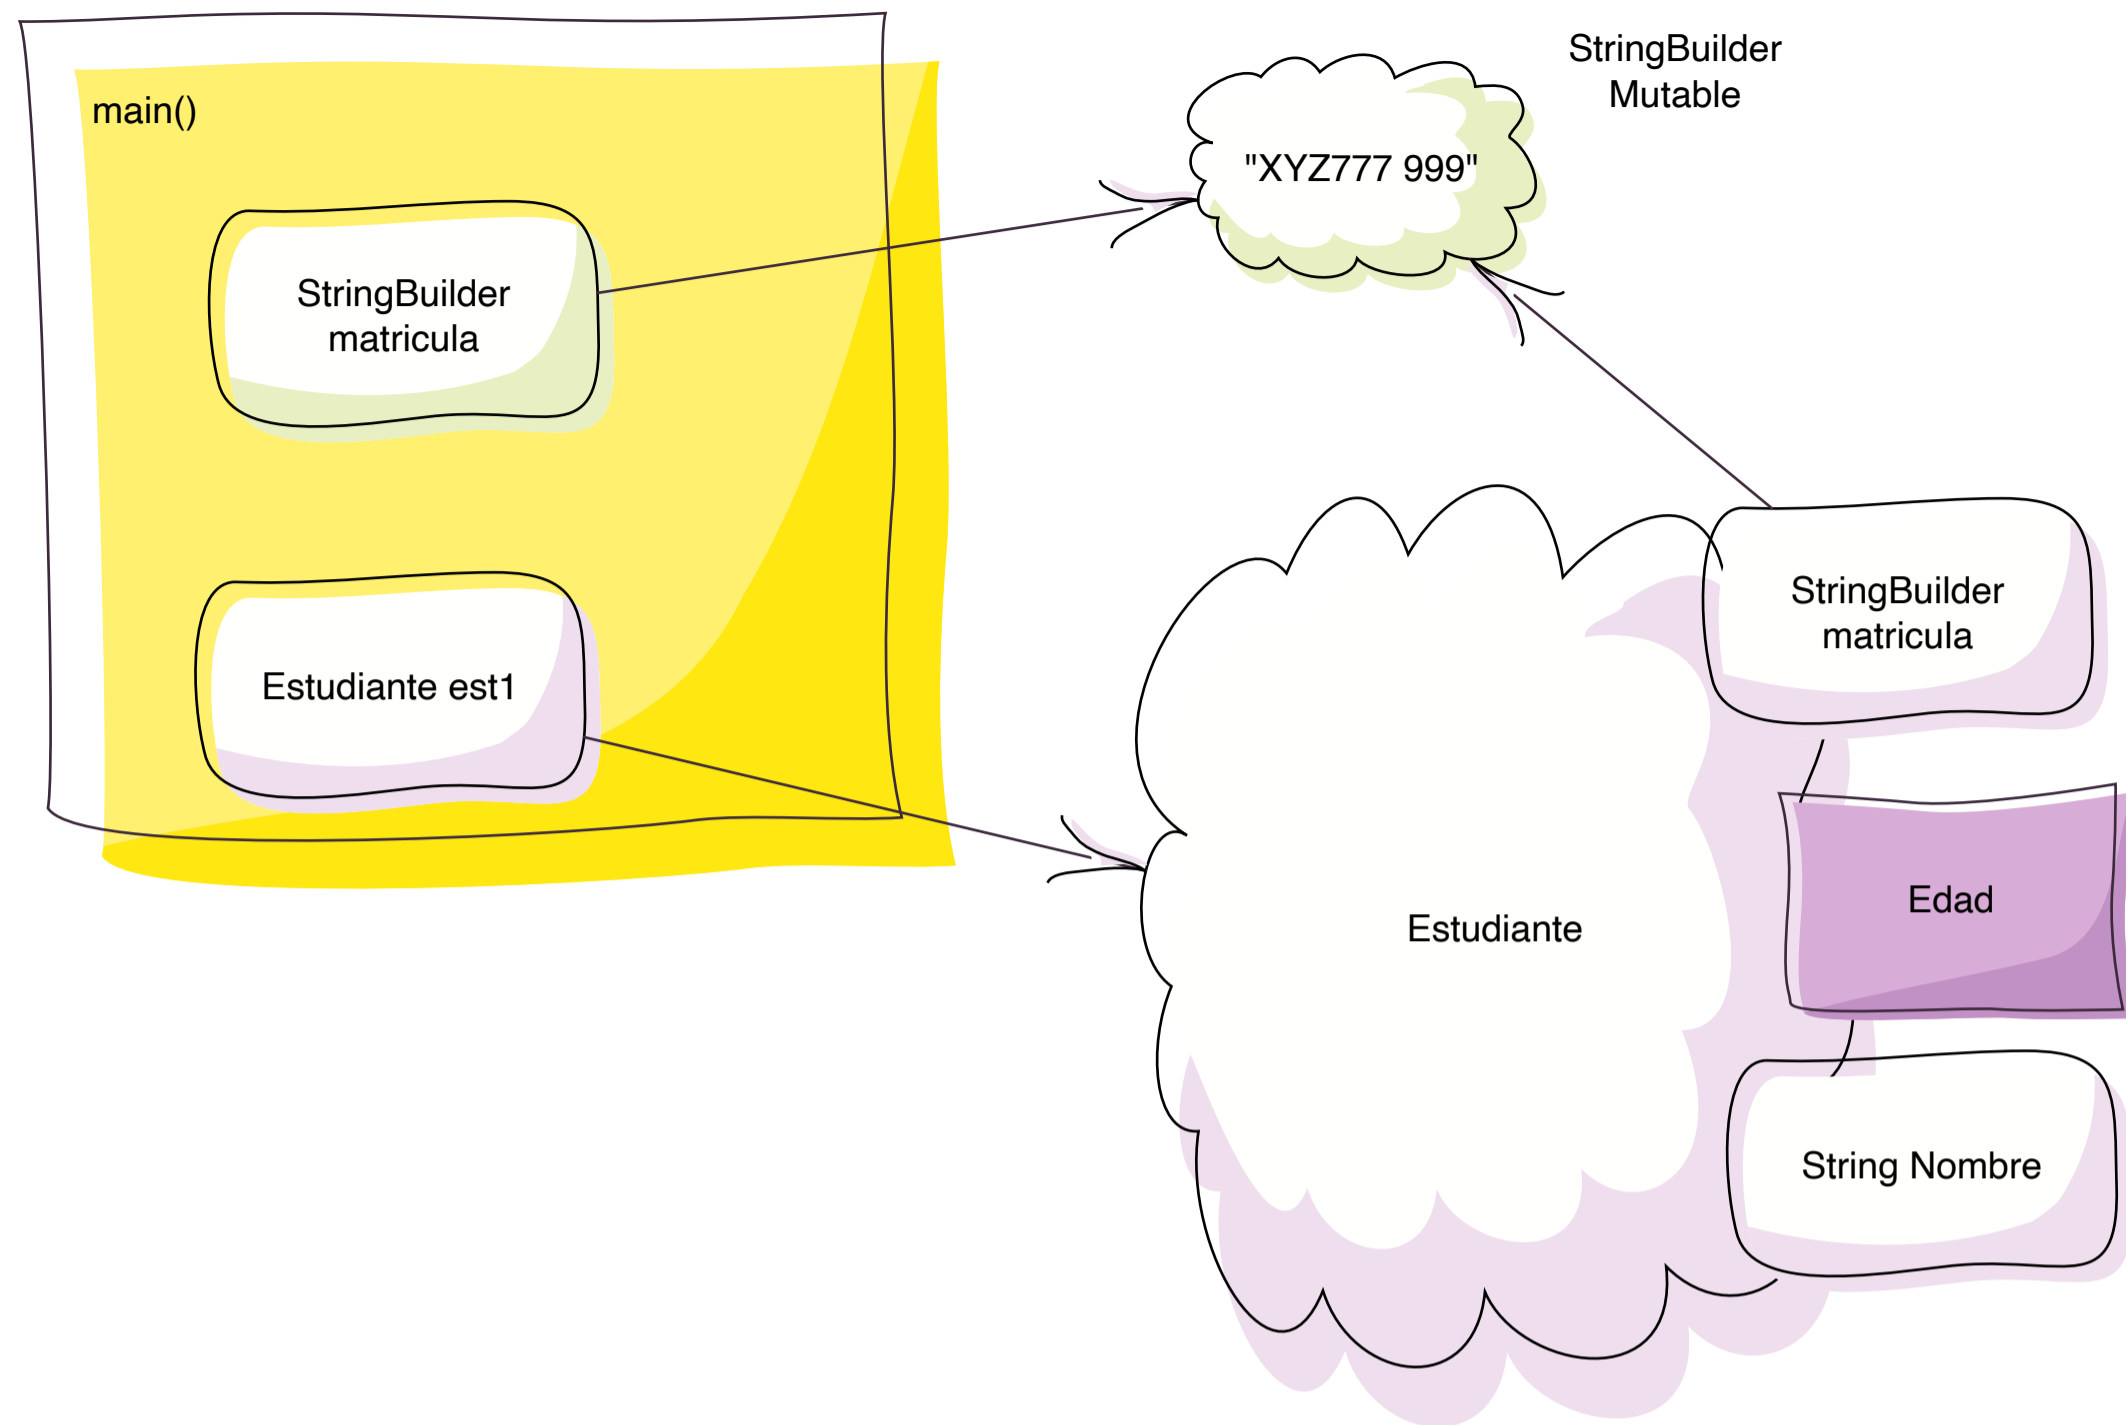 main()
StringBuilder
matricula
Estudiante est1
"XYZ777 999"
StringBuilder
Mutable
Estudiante
StringBuilder
matricula
Edad
String Nombre